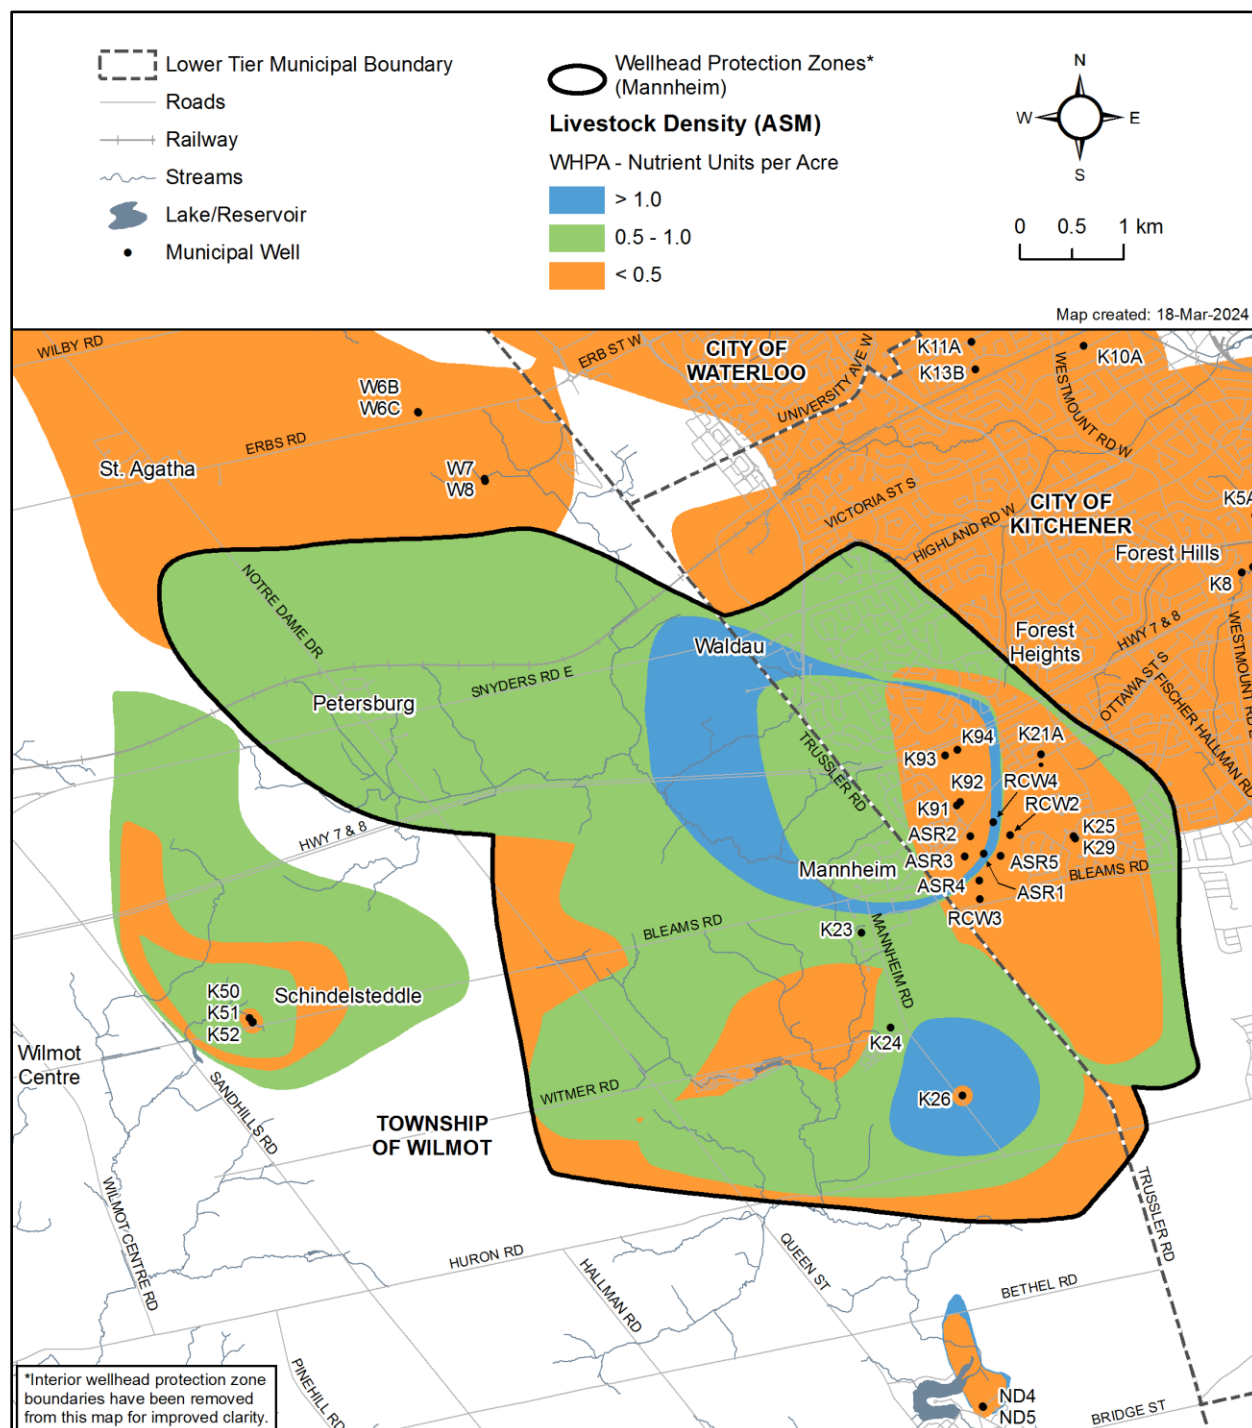 Lower Tier Municipal Boundary
Roads
Railway
Streams
Lake/Reservoir
Municipal Well
Wellhead Protection Zones*
(Mannheim)
Livestock Density (ASM)
WHPA - Nutrient Units per Acre
> 1.0
0.5 - 1.0
< 0.5
N
W
E
S
0 0.5 1 km
Map created: 18-Mar-2024
WILBY RD
ERB ST W
CITY OF
WATERLOO
UNIVERSITY AVE W
K11A
K13B
K10A
WESTMOUNT RD W
W6B
W6C
ERBS RD
St. Agatha
W7
W8
VICTORIA ST S
HIGHLAND RD W
CITY OF
KITCHENER
K5A
Forest Hills
K8
NOTRE DAME DR
Waldau
Forest
Heights
HWY 7 & 8
WESTMOUNT RD E
OTTAWA ST S
FISCHER HALLMAN RD
SNYDERS RD E
Petersburg
TRUSSLER RD
K94
K93
K21A
K92
RCW4
K91
RCW2
ASR2
K25
K29
ASR3
ASR5
Mannheim
BLEAMS RD
ASR4
ASR1
RCW3
HWY 7 & 8
BLEAMS RD
K23
MANNHEIM RD
K50
K51
K52
Schindelsteddle
K24
Wilmot
Centre
WITMER RD
K26
SANDHILLS RD
TOWNSHIP
OF WILMOT
WILMOT CENTRE RD
TRUSSLER RD
HURON RD
HALLMAN RD
QUEEN ST
BETHEL RD
PINEHILL RD
ND4
ND5
BRIDGE ST
*Interior wellhead protection zone
boundaries have been removed
from this map for improved clarity.